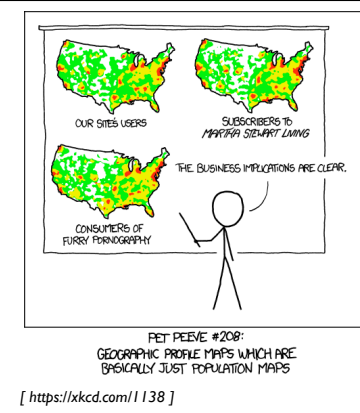 OUR SITE'S USERS
SUBSCRIBERS TO
MARTHA STEWART LIVING
CONSUMERS OF
FURRY PORNOGRAPHY
THE BUSINESS IMPLICATIONS ARE CLEAR.
PET PEEVE #208:
GEOGRAPHIC PROFILE MAPS WHICH ARE
BASICALLY JUST POPULATION MAPS
[ https://xkcd.com/1138 ]